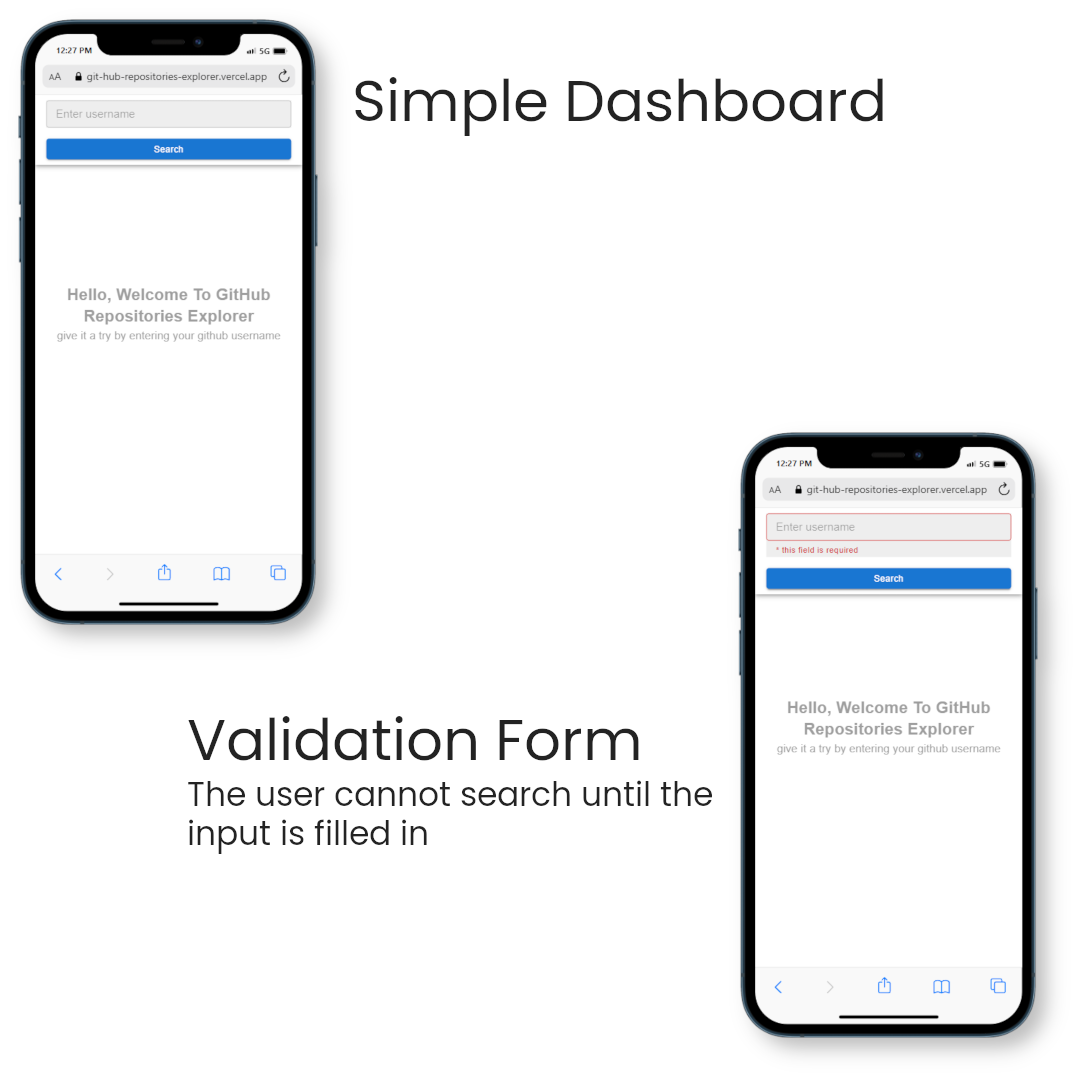 12:27 PM
5G
AA git-hub-repositories-explorer.vercel.app
Enter username
Search
Hello, Welcome To GitHub
Repositories Explorer
give it a try by entering your github username
Simple Dashboard
Validation Form
The user cannot search until the
input is filled in
12:27 PM
5G
AA git-hub-repositories-explorer.vercel.app
Enter username
* this field is required
Search
Hello, Welcome To GitHub
Repositories Explorer
give it a try by entering your github username